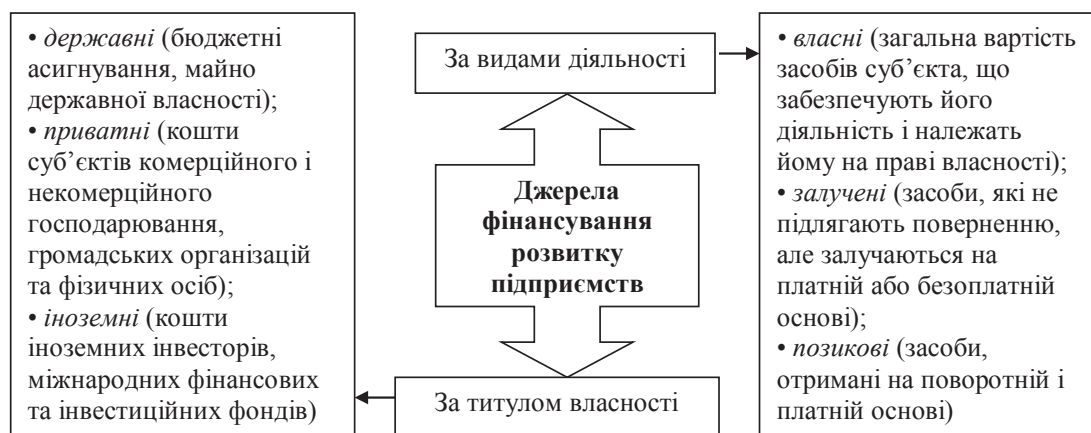 • державні (бюджетні
асигнування, майно
державної власності);
• приватні (кошти
суб’єктів комерційного і
некомерційного
господарювання,
громадських організацій
та фізичних осіб);
• іноземні (кошти
іноземних інвесторів,
міжнародних фінансових
та інвестиційних фондів)
За видами діяльності
Джерела
фінансування
розвитку
підприємств
За титулом власності
• власні (загальна вартість
засобів суб’єкта, що
забезпечують його
діяльність і належать
йому на праві власності);
• залучені (засоби, які не
підлягають поверненню,
але залучаються на
платній або безоплатній
основі);
• позикові (засоби,
отримані на поворотній і
платній основі)